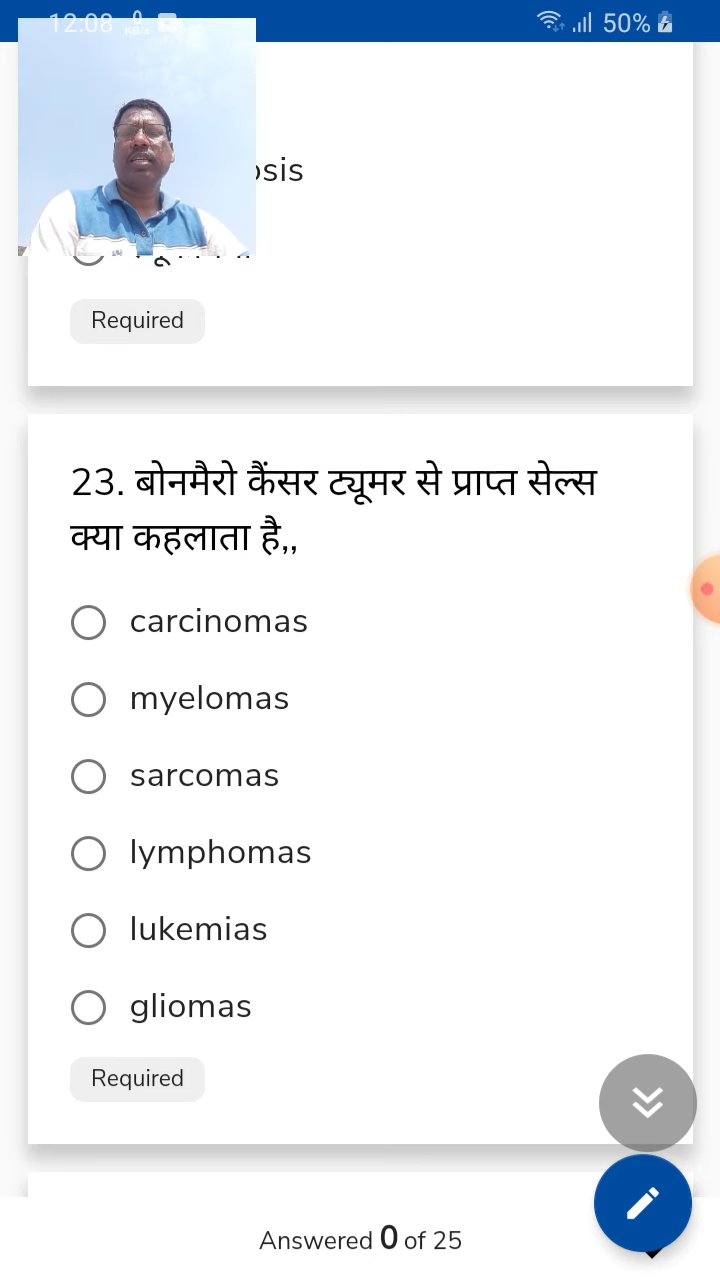 12:08
KB/s
50%
osis
Required
23. बोनमैरो कैंसर ट्यूमर से प्राप्त सेल्स
क्या कहलाता है,,
carcinomas
myelomas
sarcomas
lymphomas
lukemias
gliomas
Required
Answered 0 of 25